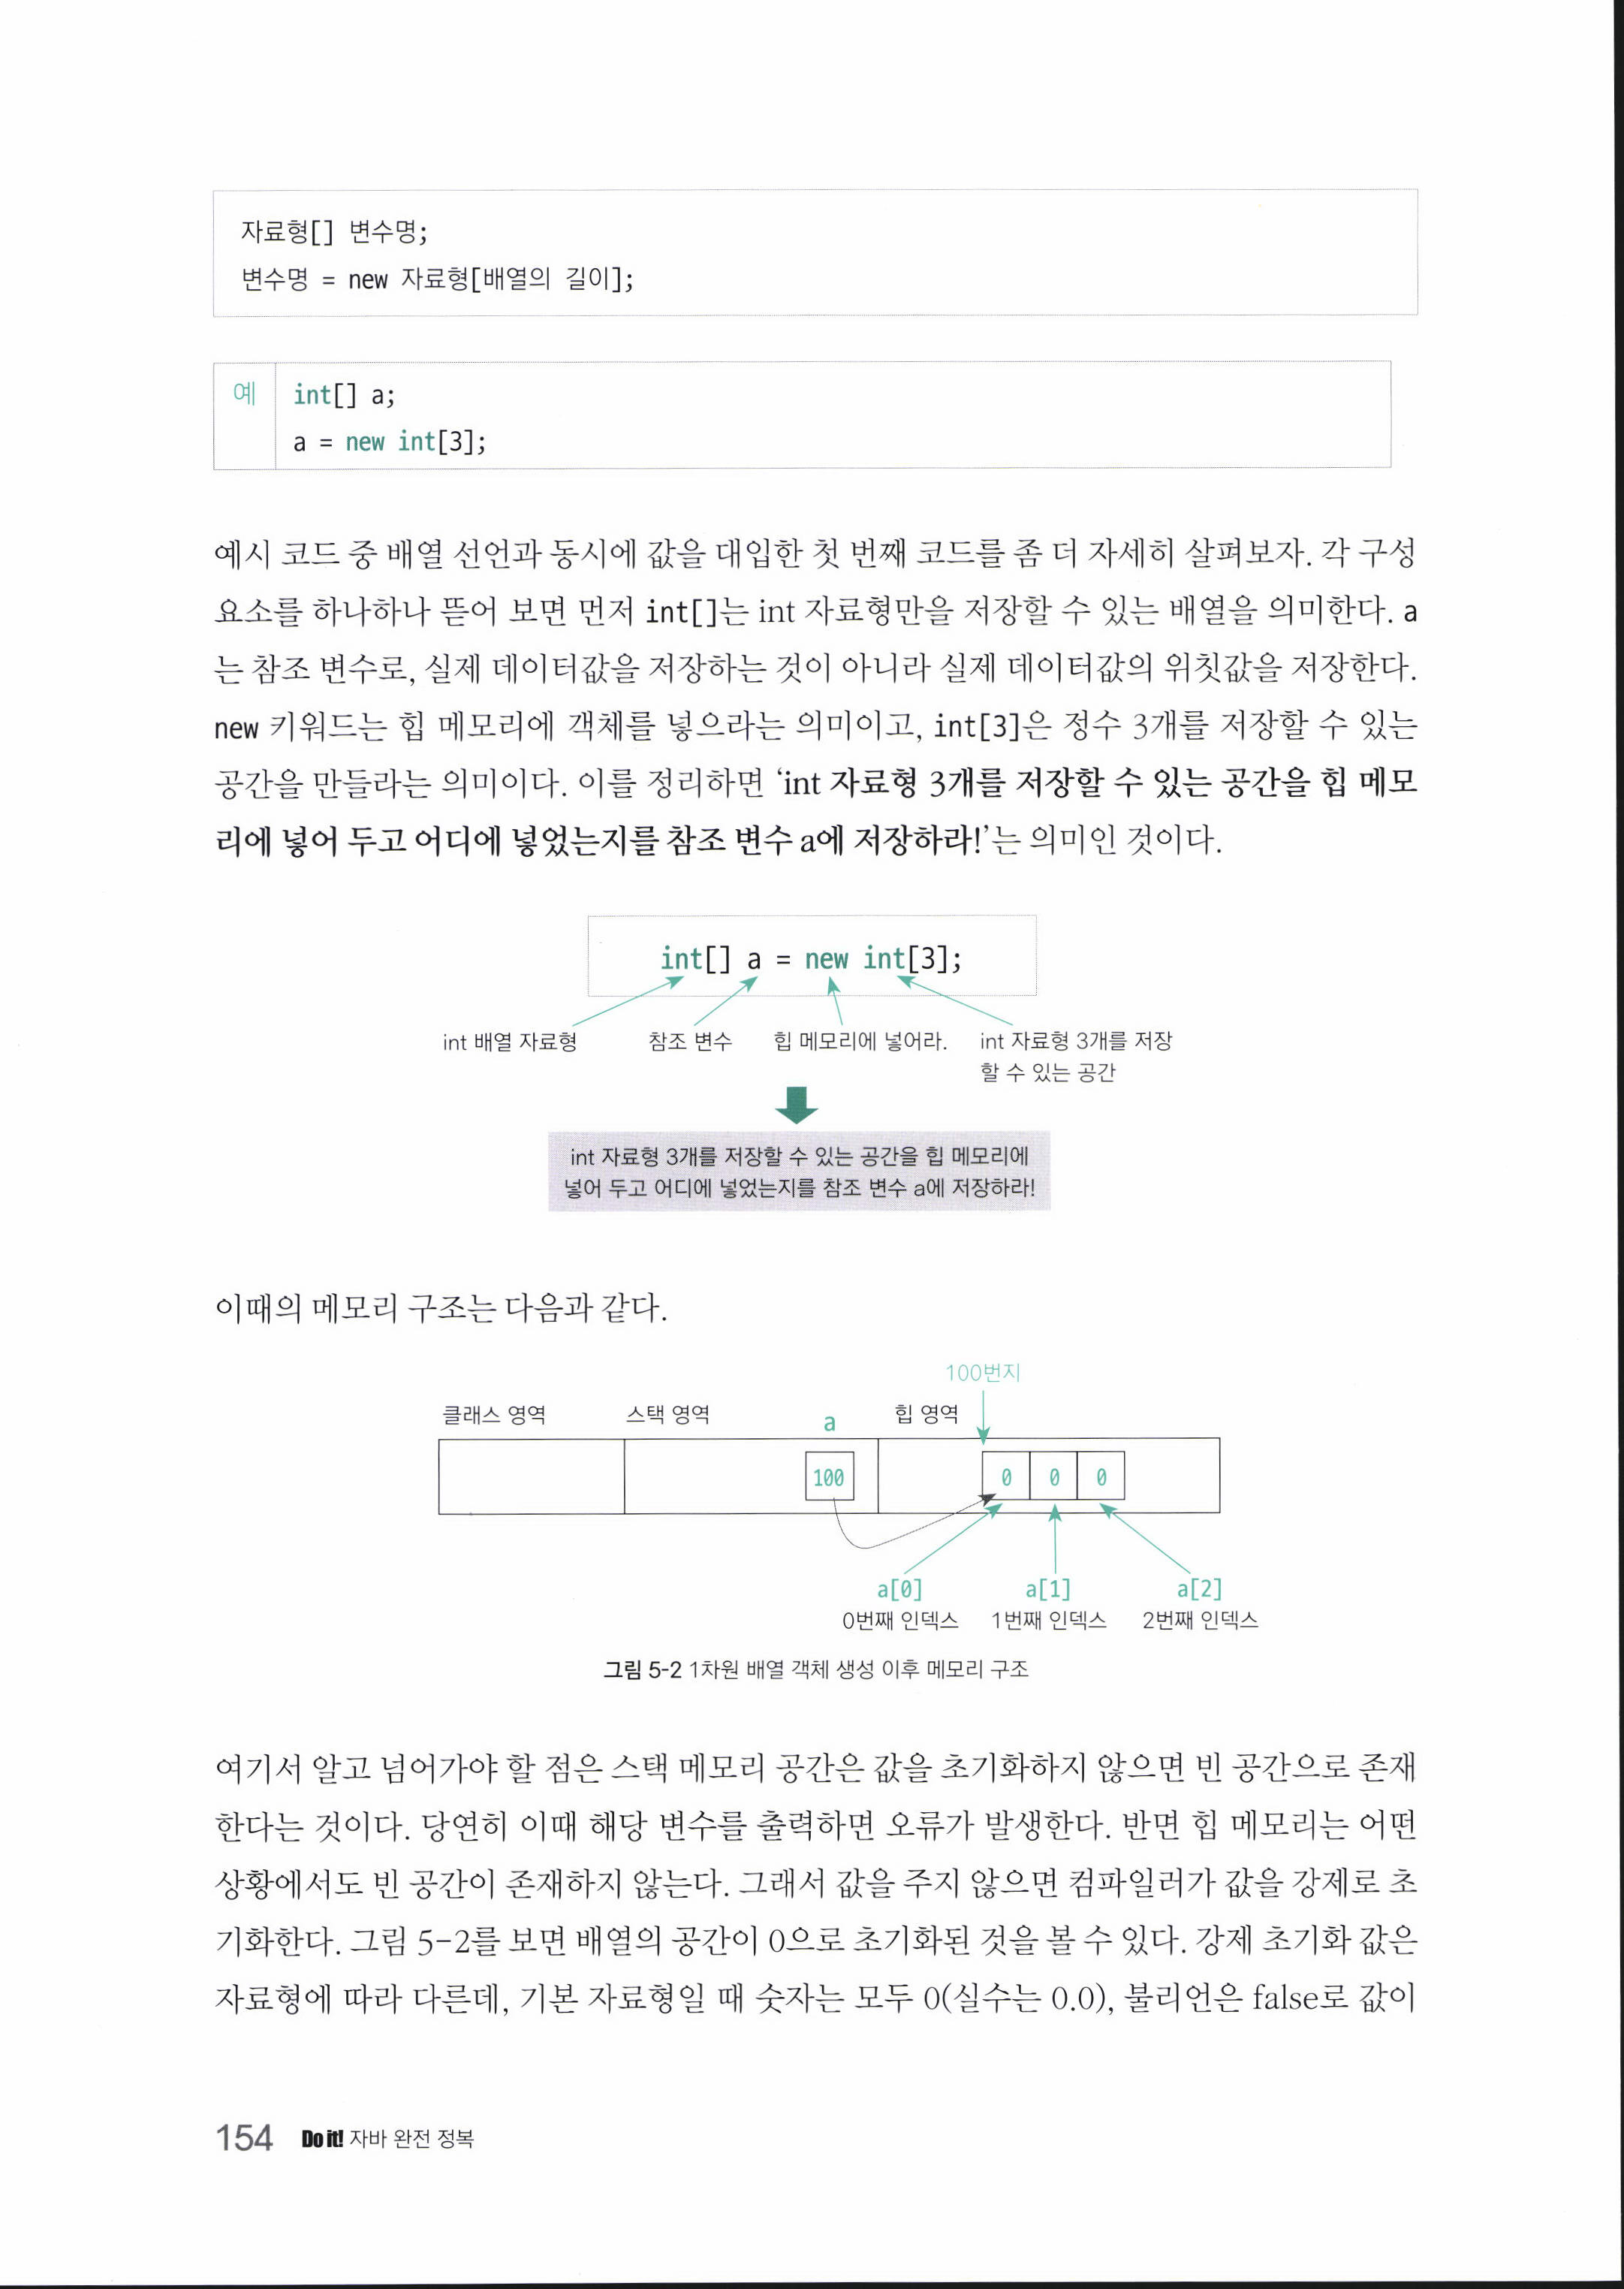 자료형[] 변수명;
변수명 = new 자료형[배열의 길이];
예
int[] a;
a = new int[3];
예시 코드 중 배열 선언과 동시에 값을 대입한 첫 번째 코드를 좀 더 자세히 살펴보자. 각 구성
요소를 하나하나 뜯어 보면 먼저 int[]는 int 자료형만을 저장할 수 있는 배열을 의미한다. a
는 참조 변수로, 실제 데이터값을 저장하는 것이 아니라 실제 데이터값의 위칫값을 저장한다.
new 키워드는 힙 메모리에 객체를 넣으라는 의미이고, int[3]은 정수 3개를 저장할 수 있는
공간을 만들라는 의미이다. 이를 정리하면 ‘int 자료형 3개를 저장할 수 있는 공간을 힙 메모
리에 넣어 두고 어디에 넣었는지를 참조 변수 a에 저장하라!’는 의미인 것이다.
int[] a = new int[3];
int 배열 자료형
참조 변수
힙 메모리에 넣어라.
int 자료형 3개를 저장
할 수 있는 공간
int 자료형 3개를 저장할 수 있는 공간을 힙 메모리에
넣어 두고 어디에 넣었는지를 참조 변수 a에 저장하라!
이때의 메모리 구조는 다음과 같다.
100번지
클래스 영역
스택 영역
a
힙 영역
100
0
0
0
a[0]
a[1]
a[2]
0번째 인덱스
1번째 인덱스
2번째 인덱스
그림 5-2 1차원 배열 객체 생성 이후 메모리 구조
여기서 알고 넘어가야 할 점은 스택 메모리 공간은 값을 초기화하지 않으면 빈 공간으로 존재
한다는 것이다. 당연히 이때 해당 변수를 출력하면 오류가 발생한다. 반면 힙 메모리는 어떤
상황에서도 빈 공간이 존재하지 않는다. 그래서 값을 주지 않으면 컴파일러가 값을 강제로 초
기화한다. 그림 5-2를 보면 배열의 공간이 0으로 초기화된 것을 볼 수 있다. 강제 초기화 값은
자료형에 따라 다른데, 기본 자료형일 때 숫자는 모두 0(실수는 0.0), 불리언은 false로 값이
154 Do it! 자바 완전 정복